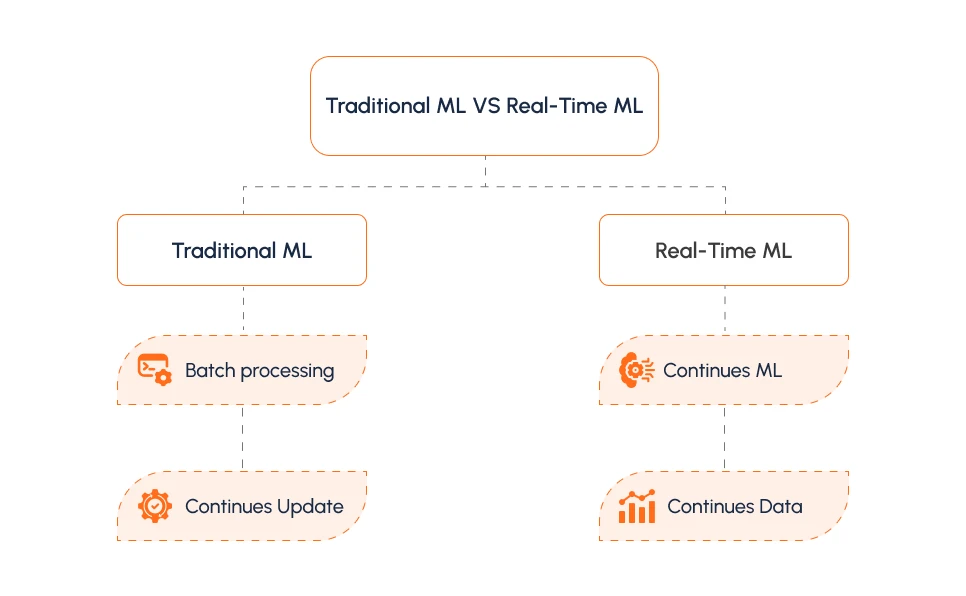 Traditional ML VS Real-Time ML
Traditional ML
Real-Time ML
Batch processing
Continues ML
Continues Update
Continues Data